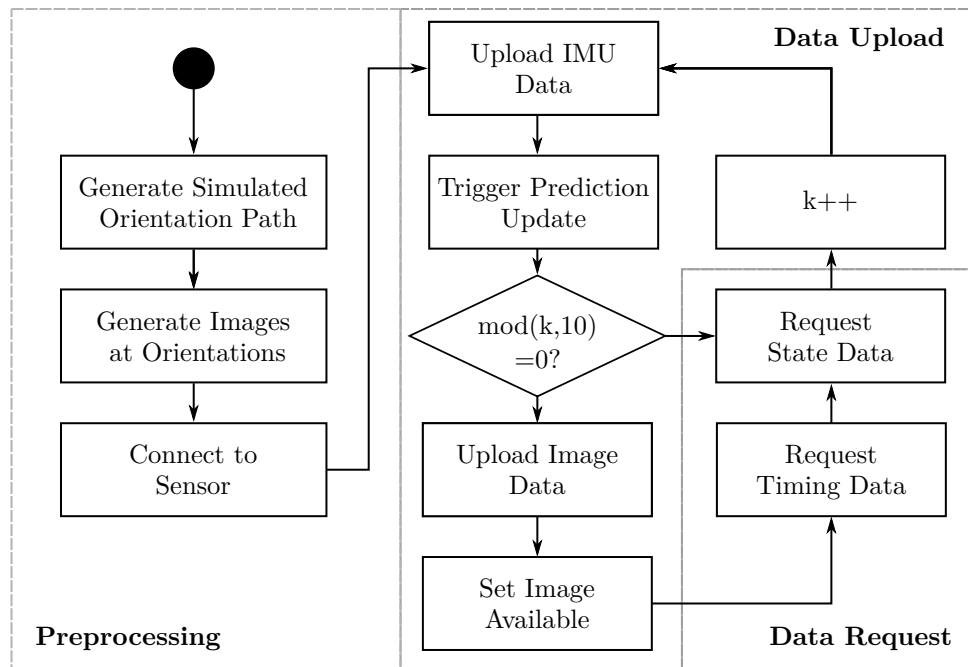 Generate Simulated
Orientation Path
Generate Images
at Orientations
Connect to
Sensor
Preprocessing
Upload IMU
Data
Trigger Prediction
Update
mod(k,10)
=0?
Upload Image
Data
Set Image
Available
Data Upload
k++
Request
State Data
Request
Timing Data
Data Request